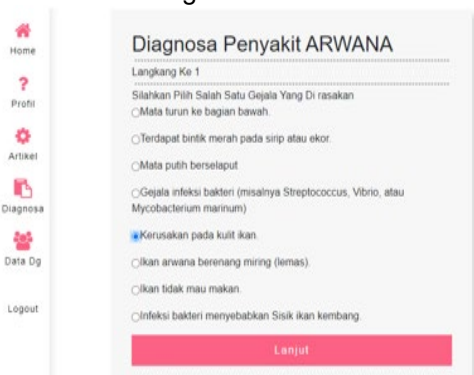 Home
Profil
Artikel
Diagnosa
Data Dg
Logout
Diagnosa Penyakit ARWANA
Langkang Ke 1
Silahkan Pilih Salah Satu Gejala Yang Di rasakan
Mata turun ke bagian bawah.
Terdapat bintik merah pada sirip atau ekor.
Mata putih berselaput
Gejala infeksi bakteri (misalnya Streptococcus, Vibrio, atau
Mycobacterium marinum)
Kerusakan pada kulit ikan.
Ikan arwana berenang miring (lemas).
Ikan tidak mau makan.
Infeksi bakteri menyebabkan Sisik ikan kembang.
Lanjut